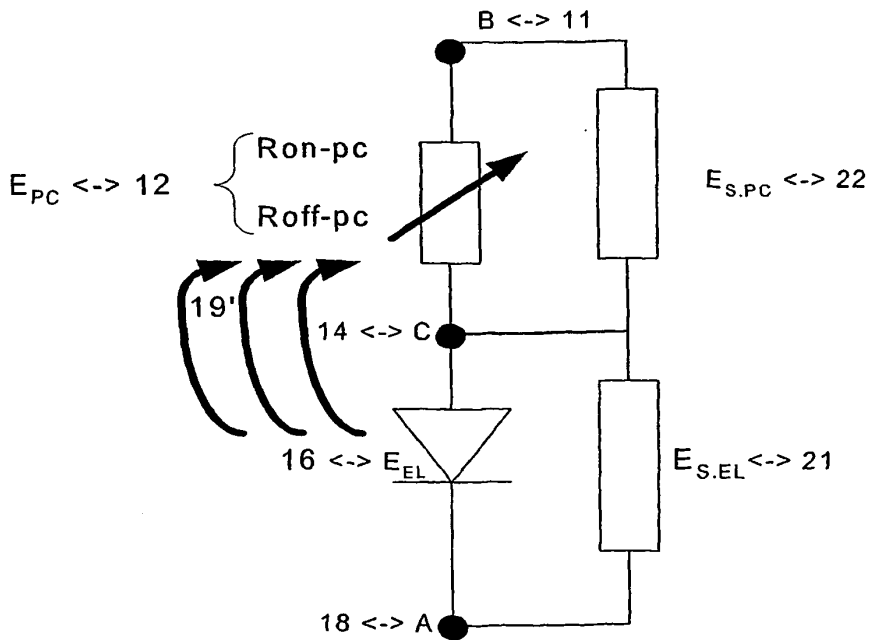 B <-> 11
Ron-pc
E_PC <-> 12
E_S.PC <-> 22
Roff-pc
19'
14 <-> C
16 <-> E_EL
E_S.EL <-> 21
18 <-> A